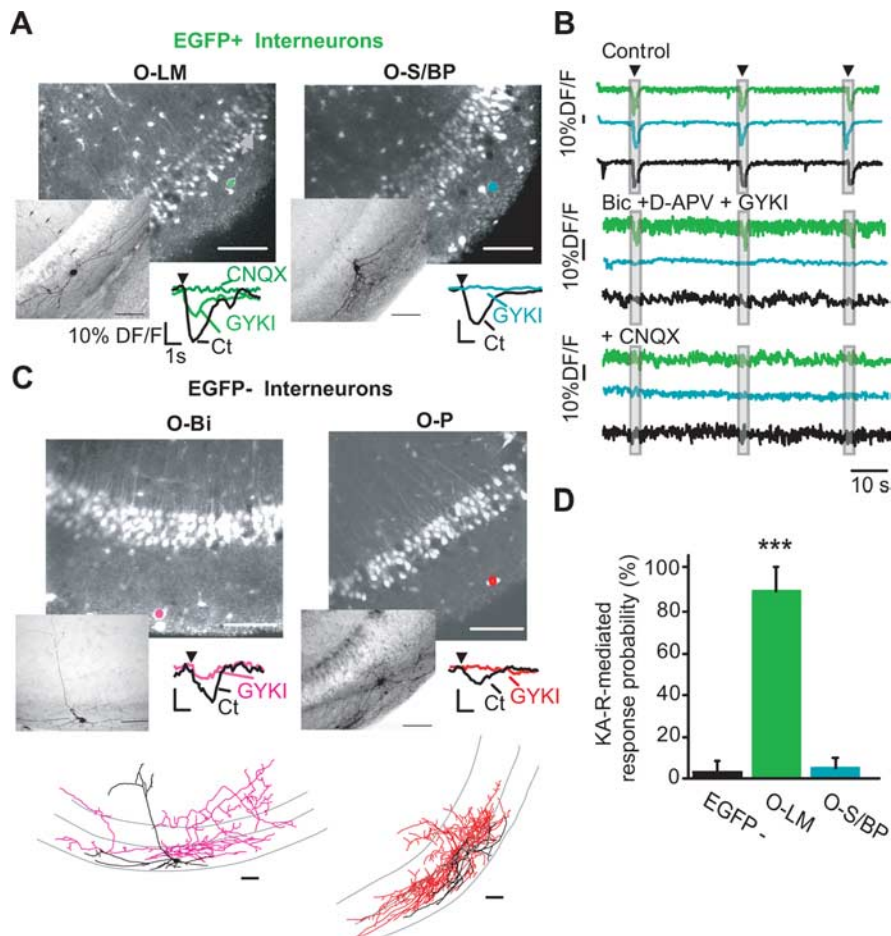 A
EGFP+ Interneurons
O-LM
O-S/BP
CNQX
GYKI
Ct
10% DF/F
1s
GYKI
Ct
B
Control
10%DF/F
Bic +D-APV + GYKI
10%DF/F
+ CNQX
10%DF/F
10 s
C
EGFP- Interneurons
O-Bi
O-P
GYKI
Ct
GYKI
Ct
D
***
KA-R-mediated
response probability (%)
100
80
60
40
20
0
EGFP -
O-LM
O-S/BP